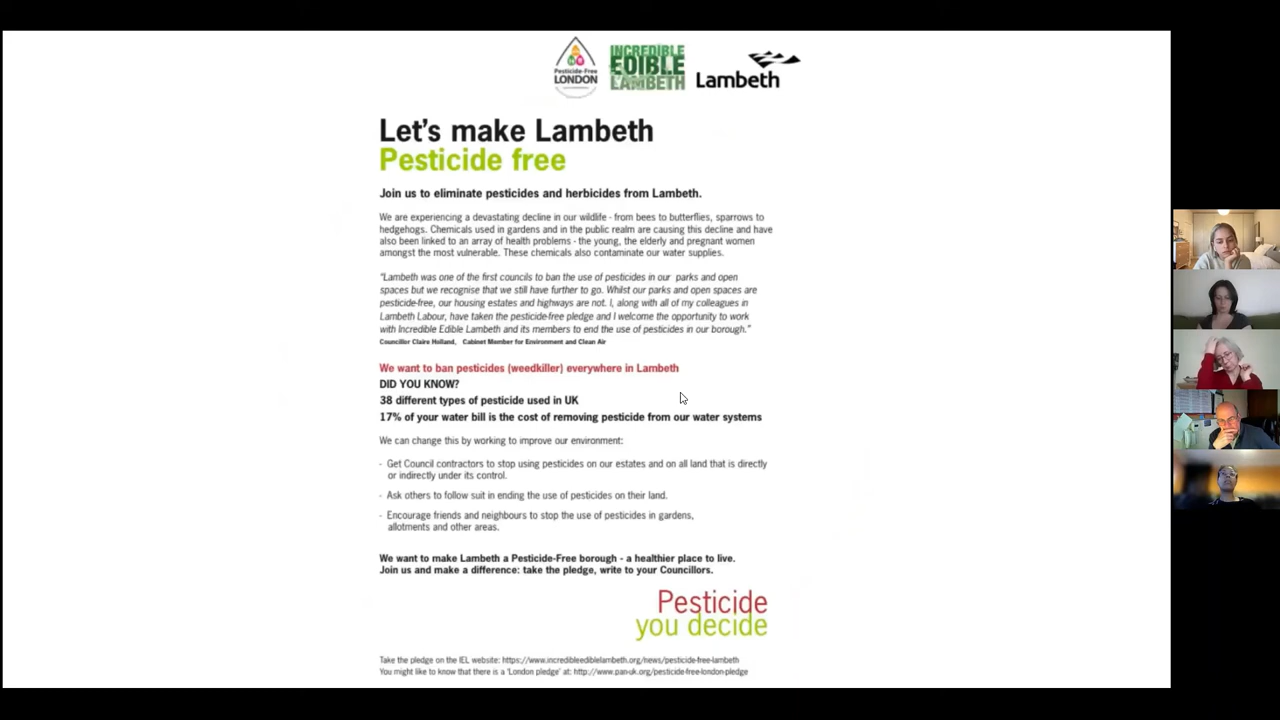 Pesticide-Free
LONDON
INCREDIBLE
EDIBLE
LAMBETH
Lambeth
Let's make Lambeth
Pesticide free
Join us to eliminate pesticides and herbicides from Lambeth.
We are experiencing a devastating decline in our wildlife - from bees to butterflies, sparrows to
hedgehogs. Chemicals used in gardens and in the public realm are causing this decline and have
also been linked to an array of health problems - the young, the elderly and pregnant women
amongst the most vulnerable. These chemicals also contaminate our water supplies.
"Lambeth was one of the first councils to ban the use of pesticides in our parks and open
spaces but we recognise that we still have further to go. Whilst our parks and open spaces are
pesticide-free, our housing estates and highways are not. I, along with all of my colleagues in
Lambeth Labour, have taken the pesticide-free pledge and I welcome the opportunity to work
with Incredible Edible Lambeth and its members to end the use of pesticides in our borough."
Councillor Claire Holland, Cabinet Member for Environment and Clean Air
We want to ban pesticides (weedkiller) everywhere in Lambeth
DID YOU KNOW?
38 different types of pesticide used in UK
17% of your water bill is the cost of removing pesticide from our water systems
We can change this by working to improve our environment:
- Get Council contractors to stop using pesticides on our estates and on all land that is directly
or indirectly under its control.
- Ask others to follow suit in ending the use of pesticides on their land.
- Encourage friends and neighbours to stop the use of pesticides in gardens,
allotments and other areas.
We want to make Lambeth a Pesticide-Free borough - a healthier place to live.
Join us and make a difference: take the pledge, write to your Councillors.
Pesticide
you decide
Take the pledge on the IEL website: https://www.incredibleediblelambeth.org/news/pesticide-free-lambeth
You might like to know that there is a 'London pledge' at: http://www.pan-uk.org/pesticide-free-london-pledge